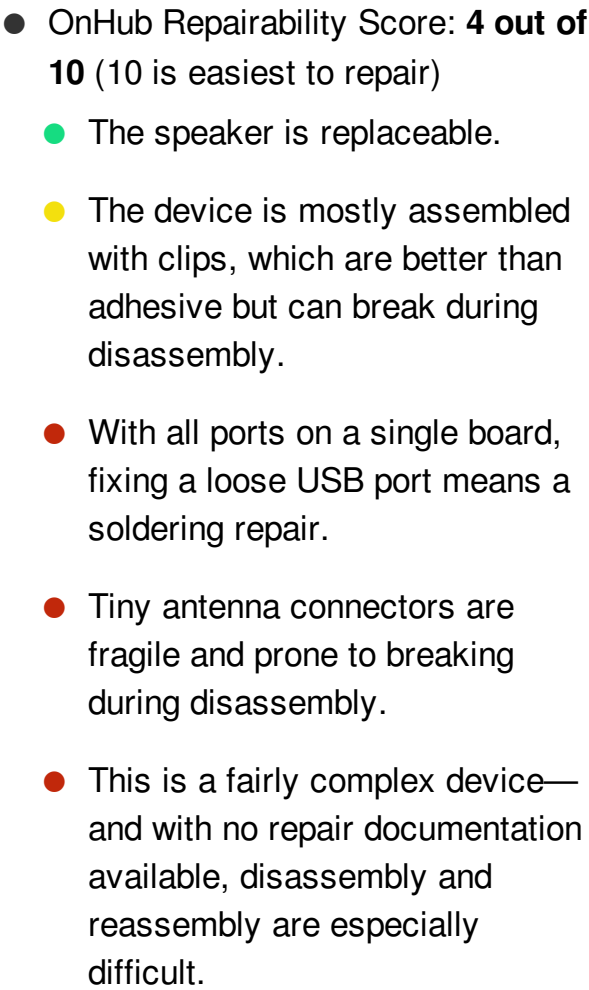 OnHub Repairability Score: 4 out of
10 (10 is easiest to repair)
The speaker is replaceable.
The device is mostly assembled
with clips, which are better than
adhesive but can break during
disassembly.
With all ports on a single board,
fixing a loose USB port means a
soldering repair.
Tiny antenna connectors are
fragile and prone to breaking
during disassembly.
This is a fairly complex device—
and with no repair documentation
available, disassembly and
reassembly are especially
difficult.